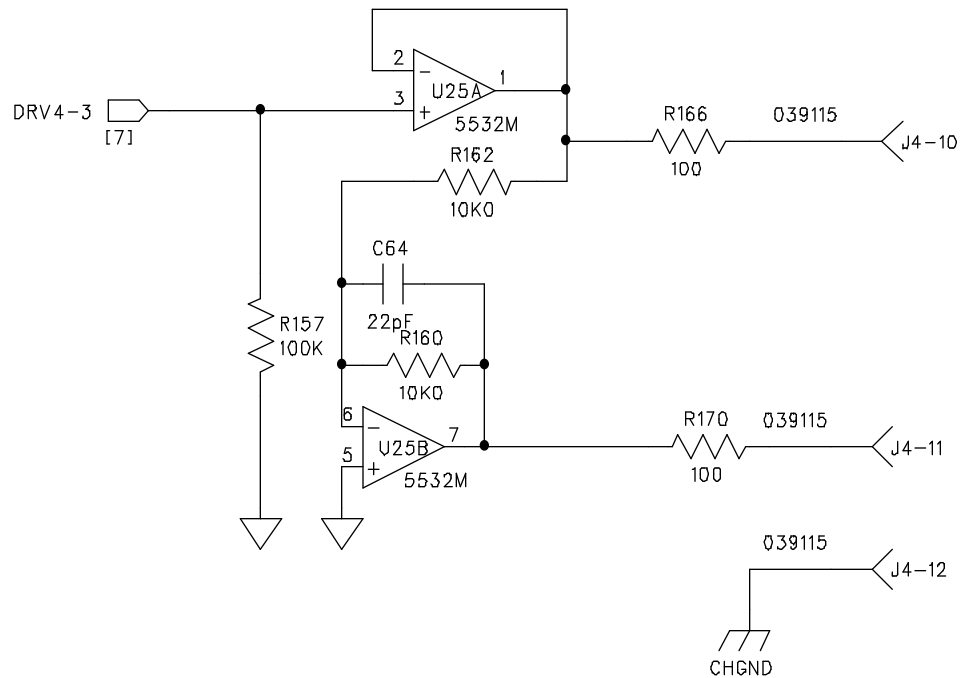 2
1
U25A
DRV4-3
3
[7]
5532M
R166
039115
J4-10
100
R162
10K0
C64
22pF
R157
100K
R160
10K0
6
7
U25B
5
5532M
R170
039115
J4-11
100
039115
J4-12
CHGND